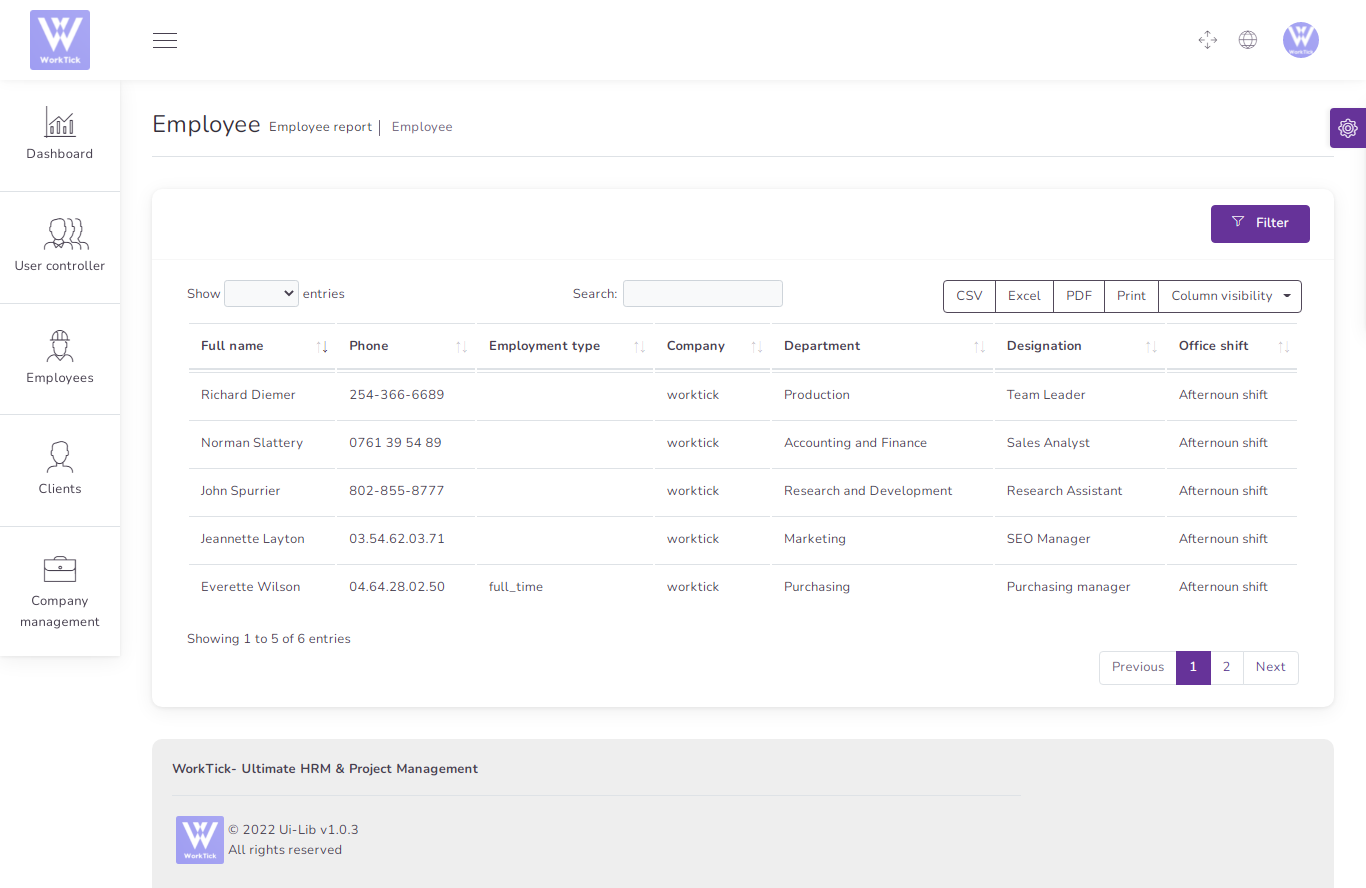 WorkTick
WorkTick
Dashboard
User controller
Employees
Clients
Company
management
Employee Employee report | Employee
Filter
Show entries Search: CSV Excel PDF Print Column visibility
Full name Phone Employment type Company Department Designation Office shift
Richard Diemer 254-366-6689 worktick Production Team Leader Afternoun shift
Norman Slattery 0761 39 54 89 worktick Accounting and Finance Sales Analyst Afternoun shift
John Spurrier 802-855-8777 worktick Research and Development Research Assistant Afternoun shift
Jeannette Layton 03.54.62.03.71 worktick Marketing SEO Manager Afternoun shift
Everette Wilson 04.64.28.02.50 full_time worktick Purchasing Purchasing manager Afternoun shift
Showing 1 to 5 of 6 entries
Previous 1 2 Next
WorkTick- Ultimate HRM & Project Management
WorkTick
© 2022 Ui-Lib v1.0.3
All rights reserved